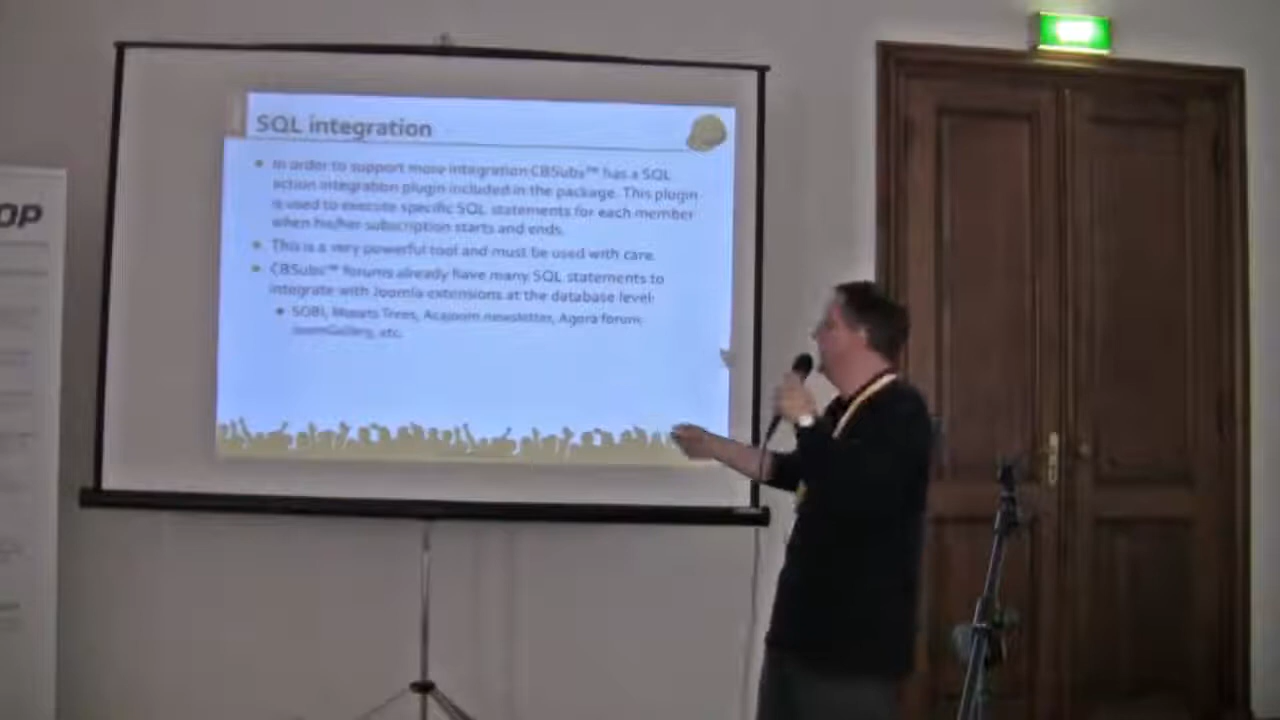 OP
SQL integration
In order to support more integration CBSubs™ has a SQL
action integration plugin included in the package. This plugin
is used to execute specific SQL statements for each member
when his/her subscription starts and ends.
This is a very powerful tool and must be used with care.
CBSubs™ forums already have many SQL statements to
integrate with Joomla extensions at the database level:
SOBI, Mosets Trees, Acajoom newsletter, Agora forum,
JoomGallery, etc.